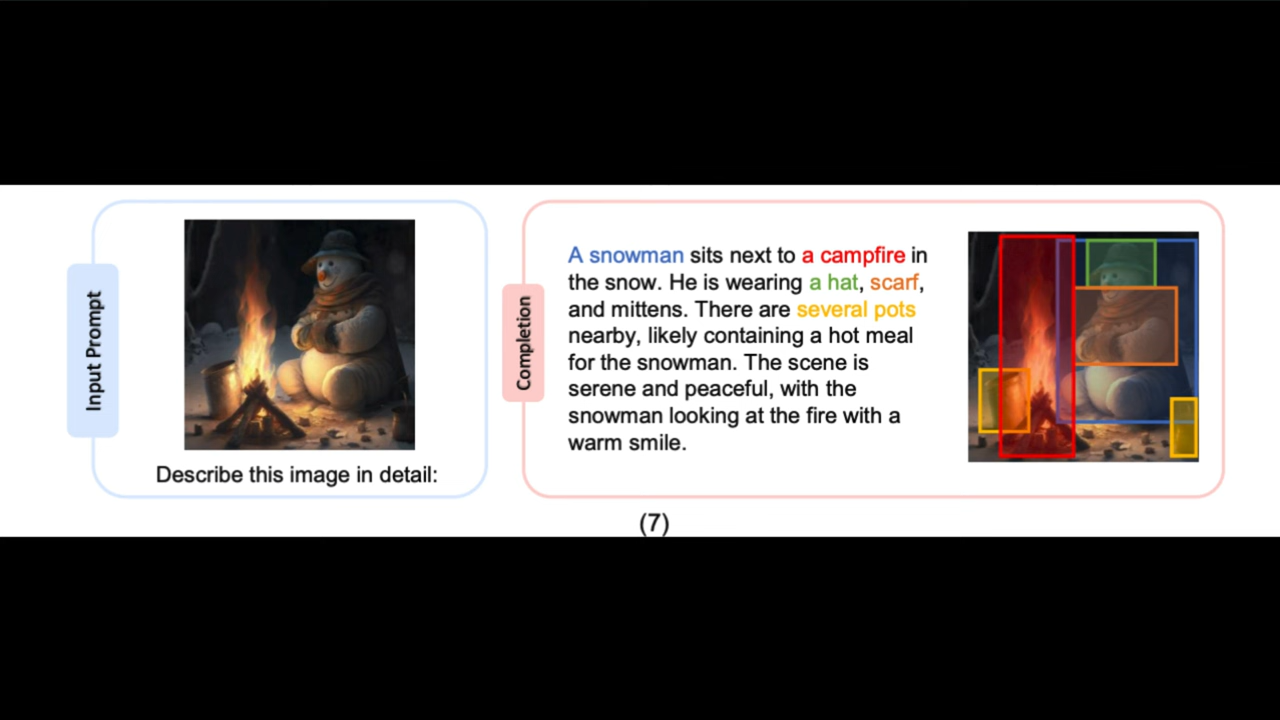 Input Prompt
Describe this image in detail:
Completion
A snowman sits next to a campfire in
the snow. He is wearing a hat, scarf,
and mittens. There are several pots
nearby, likely containing a hot meal
for the snowman. The scene is
serene and peaceful, with the
snowman looking at the fire with a
warm smile.
(7)